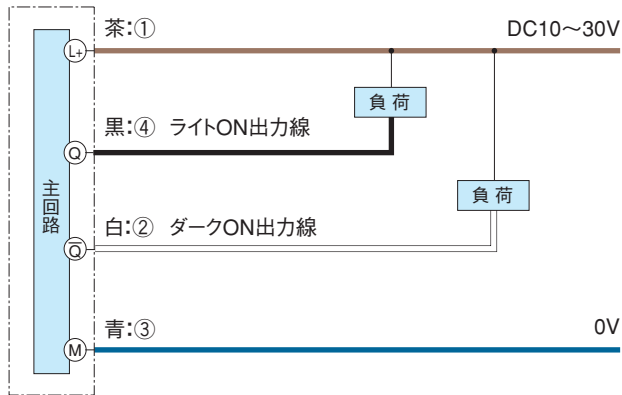 茶:① DC10～30V
L+
負荷
黒:④ ライトON出力線
Q
負荷
主回路
白:② ダークON出力線
Q̅
青:③ 0V
M